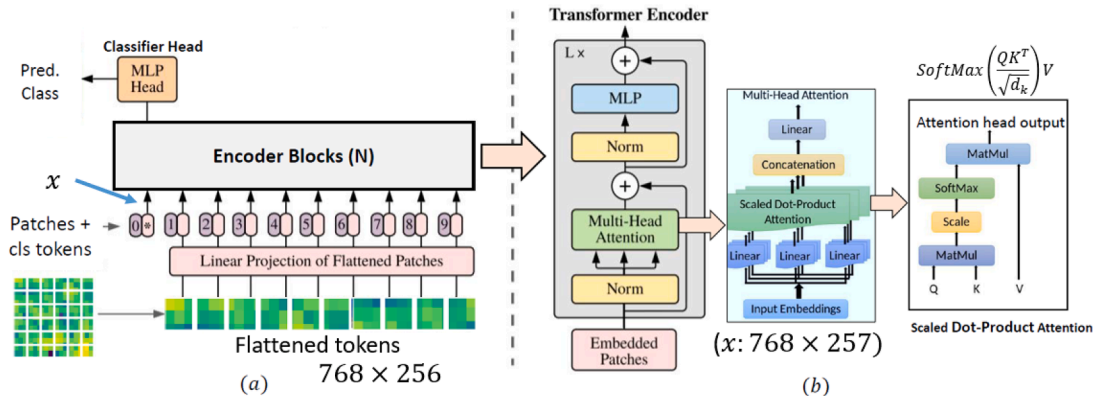 Classifier Head
Pred.
Class
MLP
Head
Encoder Blocks (N)
x
Patches +
cls tokens
0 * 1 2 3 4 5 6 7 8 9
Linear Projection of Flattened Patches
Flattened tokens
768 × 256
(a)
Transformer Encoder
L x
+
MLP
Norm
+
Multi-Head
Attention
Norm
Embedded
Patches
Multi-Head Attention
Linear
Concatenation
Scaled Dot-Product
Attention
Linear Linear Linear
Input Embeddings
(x: 768 × 257)
(b)
SoftMax(QKᵀ/√dₖ)V
Attention head output
MatMul
SoftMax
Scale
MatMul
Q K V
Scaled Dot-Product Attention